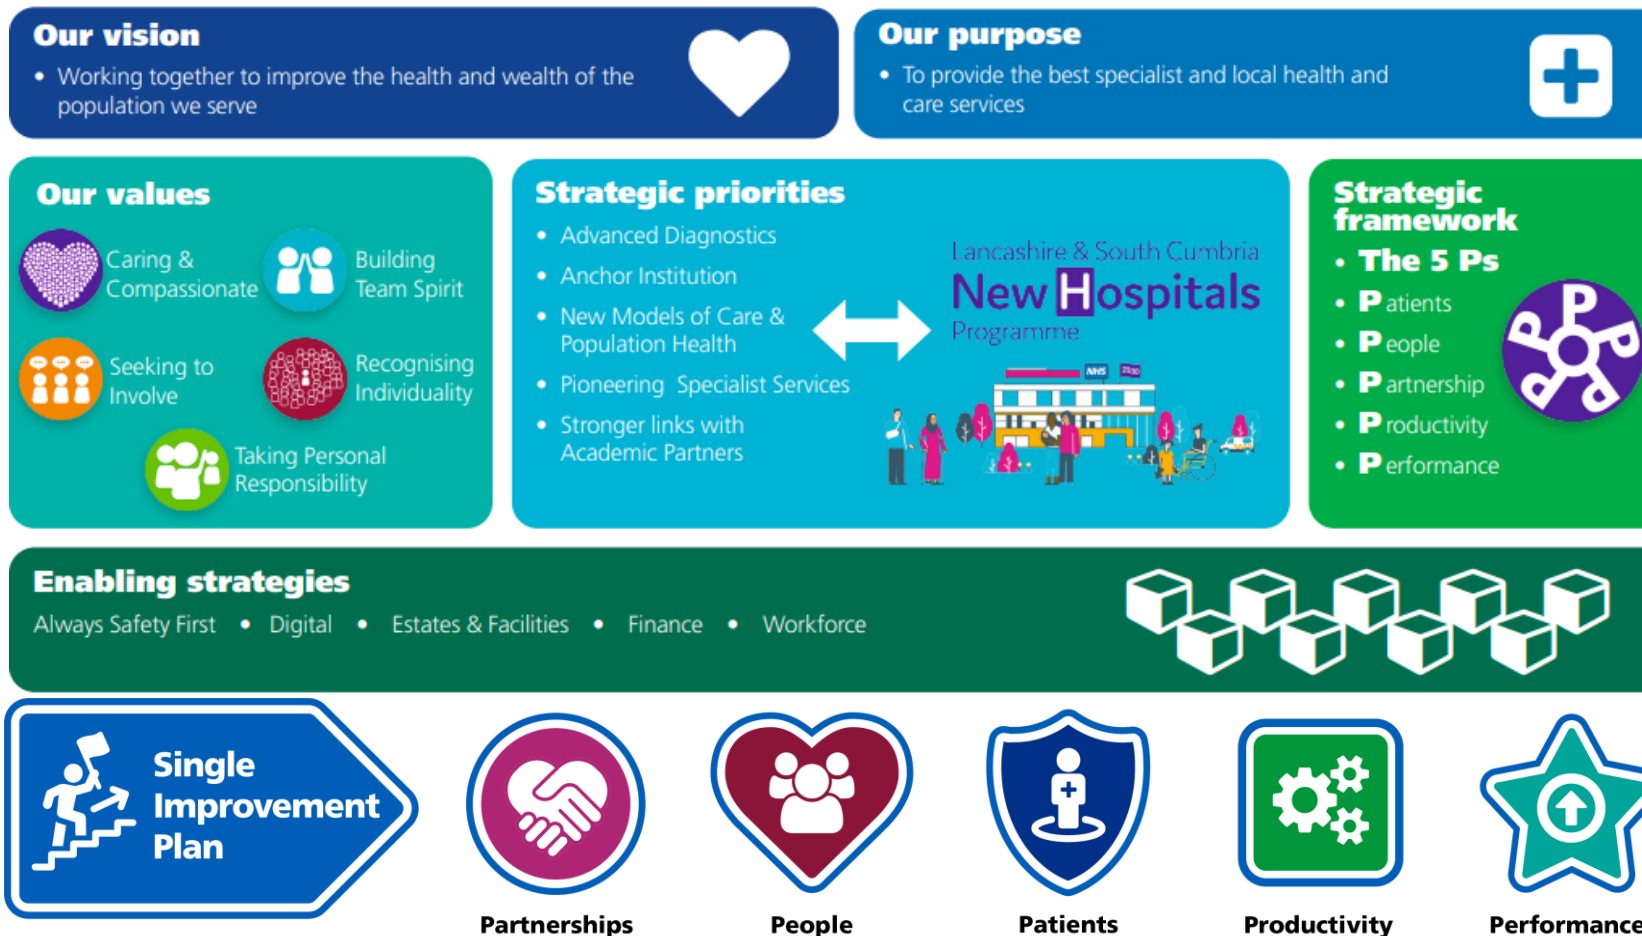 Our vision
• Working together to improve the health and wealth of the
population we serve
Our purpose
• To provide the best specialist and local health and
care services
Our values
Caring &
Compassionate
Building
Team Spirit
Seeking to
Involve
Recognising
Individuality
Taking Personal
Responsibility
Strategic priorities
• Advanced Diagnostics
• Anchor Institution
• New Models of Care &
Population Health
• Pioneering Specialist Services
• Stronger links with
Academic Partners
Lancashire & South Cumbria
New Hospitals
Programme
NHS
2030
Strategic
framework
• The 5 Ps
• Patients
• People
• Partnership
• Productivity
• Performance
P P P P P
Enabling strategies
Always Safety First • Digital • Estates & Facilities • Finance • Workforce
Single
Improvement
Plan
Partnerships
People
Patients
Productivity
Performance